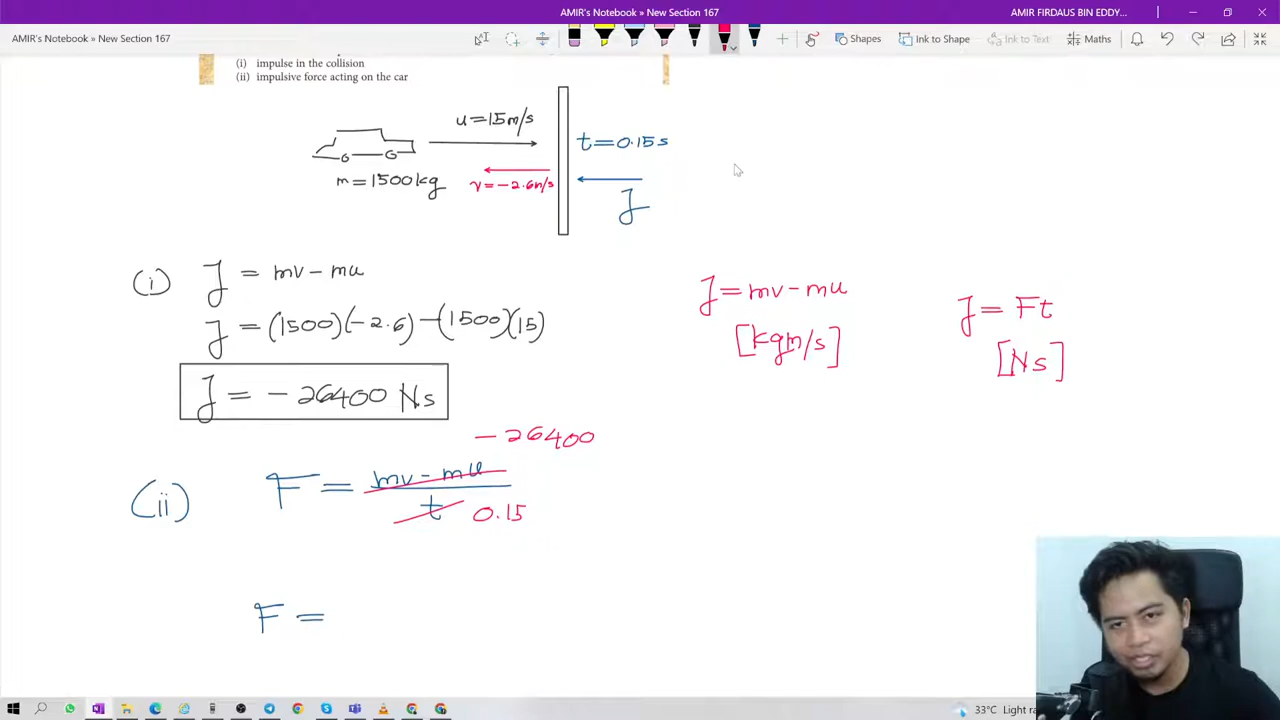 AMIR's Notebook » New Section 167
AMIR FIRDAUS BIN EDDY...
AMIR's Notebook » New Section 167
Shapes
Ink to Shape
Ink to Text
Maths
(i) impulse in the collision
(ii) impulsive force acting on the car
u=15m/s
t=0.15s
m=1500kg
v=-2.6m/s
J
(i) J = mv - mu
J = (1500)(-2.6) - (1500)(15)
J = - 26400 Ns
J = mv - mu
[kgm/s]
J = Ft
[Ns]
- 26400
(ii) F = mv - mu
t 0.15
F =
33°C Light ra